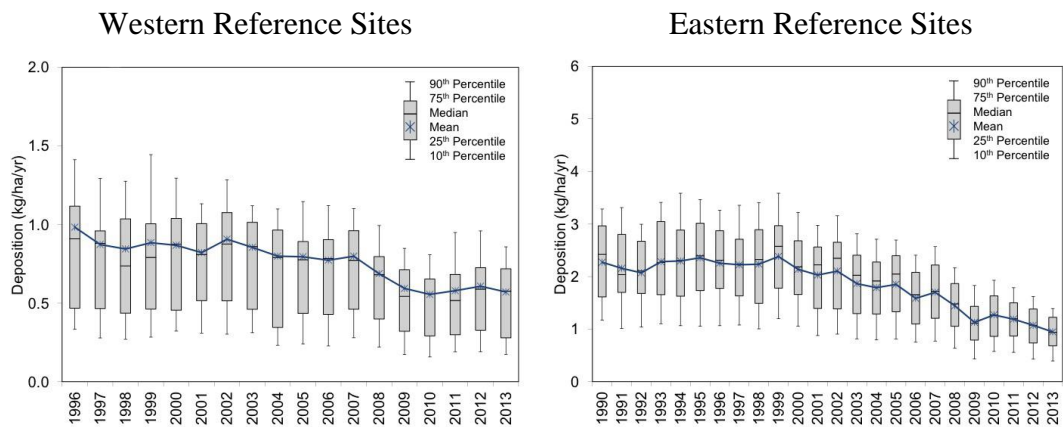 Western Reference Sites
Deposition (kg/ha/yr)
2.0
1.5
1.0
0.5
0.0
90th Percentile
75th Percentile
Median
Mean
25th Percentile
10th Percentile
1996 1997 1998 1999 2000 2001 2002 2003 2004 2005 2006 2007 2008 2009 2010 2011 2012 2013
Eastern Reference Sites
Deposition (kg/ha/yr)
6
5
4
3
2
1
0
90th Percentile
75th Percentile
Median
Mean
25th Percentile
10th Percentile
1990 1991 1992 1993 1994 1995 1996 1997 1998 1999 2000 2001 2002 2003 2004 2005 2006 2007 2008 2009 2010 2011 2012 2013